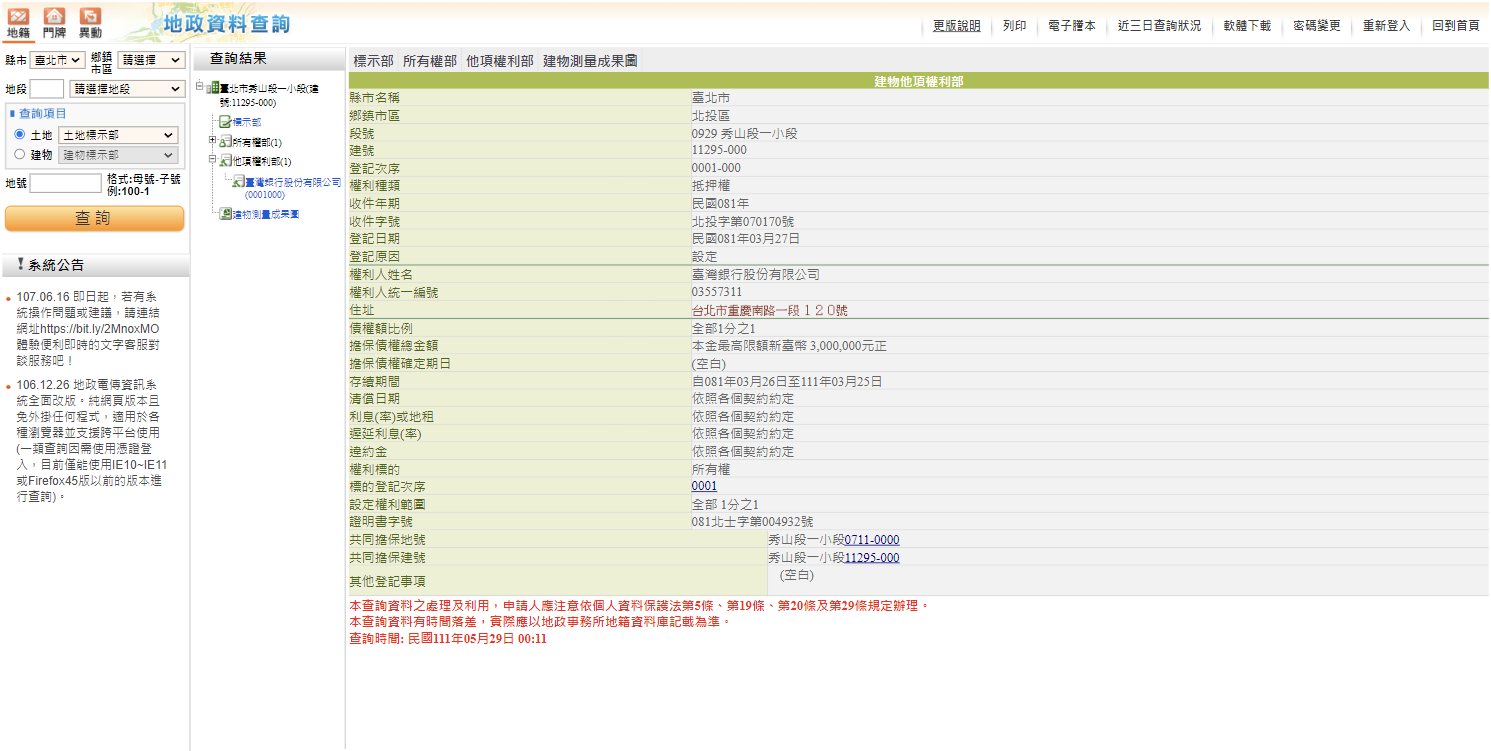 地籍 門牌 異動
地政資料查詢
更版說明 列印 電子謄本 近三日查詢狀況 軟體下載 密碼變更 重新登入 回到首頁
縣市 臺北市 鄉鎮市區 請選擇
地段 請選擇地段
查詢項目
土地 土地標示部
建物 建物標示部
地號 格式:母號-子號
例:100-1
查詢
系統公告
107.06.16 即日起，若有系
統操作問題或建議，請連結
網址https://bit.ly/2MnoxMO
體驗便利即時的文字客服對
談服務吧！
106.12.26 地政電傳資訊系
統全面改版。純網頁版本且
免外掛任何程式，適用於各
種瀏覽器並支援跨平台使用
(一類查詢因需使用憑證登
入，目前僅能使用IE10~IE11
或Firefox45版以前的版本進
行查詢)。
查詢結果
臺北市秀山段一小段(建
號:11295-000)
標示部
所有權部(1)
他項權利部(1)
臺灣銀行股份有限公司
(0001000)
建物測量成果圖
標示部 所有權部 他項權利部 建物測量成果圖
建物他項權利部
縣市名稱 臺北市
鄉鎮市區 北投區
段號 0929 秀山段一小段
建號 11295-000
登記次序 0001-000
權利種類 抵押權
收件年期 民國081年
收件字號 北投字第070170號
登記日期 民國081年03月27日
登記原因 設定
權利人姓名 臺灣銀行股份有限公司
權利人統一編號 03557311
住址 台北市重慶南路一段１２０號
債權額比例 全部1分之1
擔保債權總金額 本金最高限額新臺幣 3,000,000元正
擔保債權確定期日 (空白)
存續期間 自081年03月26日至111年03月25日
清償日期 依照各個契約約定
利息(率)或地租 依照各個契約約定
遲延利息(率) 依照各個契約約定
違約金 依照各個契約約定
權利標的 所有權
標的登記次序 0001
設定權利範圍 全部 1分之1
證明書字號 081北士字第004932號
共同擔保地號 秀山段一小段0711-0000
共同擔保建號 秀山段一小段11295-000
其他登記事項 (空白)
本查詢資料之處理及利用，申請人應注意依個人資料保護法第5條、第19條、第20條及第29條規定辦理。
本查詢資料有時間落差，實際應以地政事務所地籍資料庫記載為準。
查詢時間: 民國111年05月29日 00:11